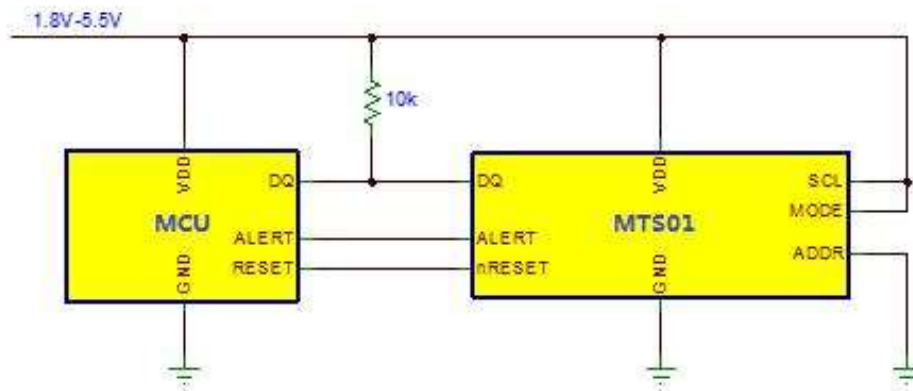 1.8V-5.5V
10k
VDD
DQ
MCU
ALERT
RESET
GND
VDD
DQ
SCL
MODE
MTS01
ALERT
ADDR
nRESET
GND